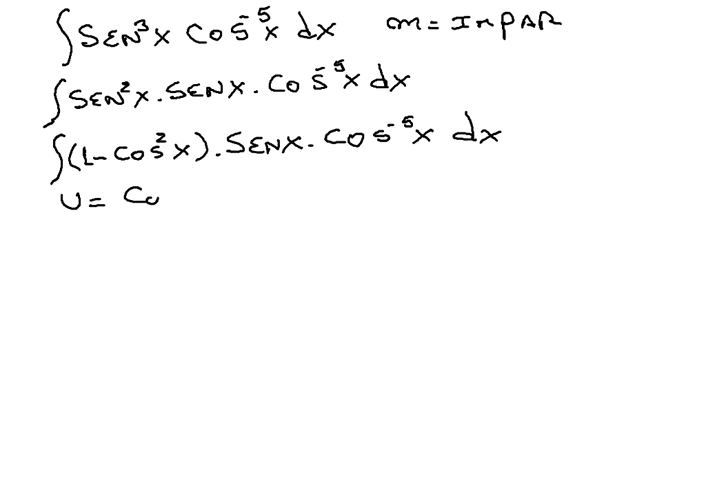 ∫SEN³x COS⁻⁵x dx m = ImPAR
∫SEN²x.SENx.COS⁻⁵x dx
∫(1-COS²x).SENx.COS⁻⁵x dx
U= Co